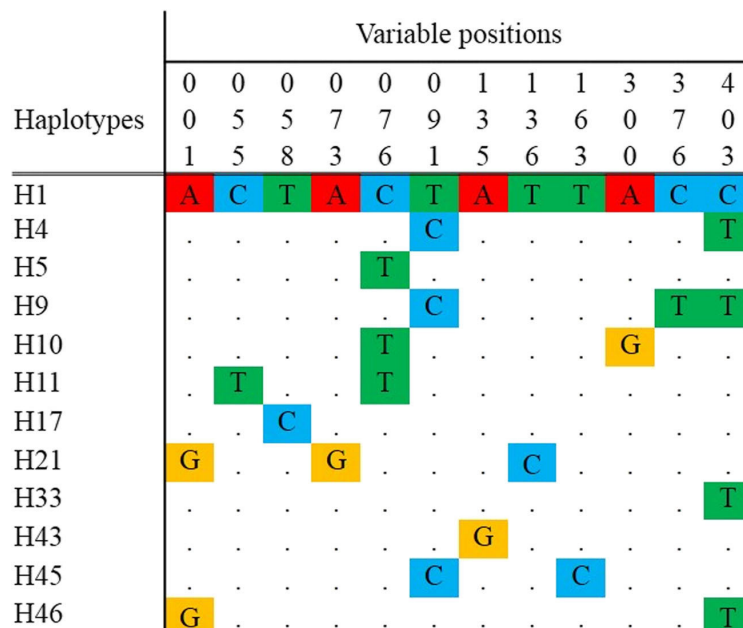 Variable positions
0 0 0 0 0 0 1 1 1 3 3 4
Haplotypes 0 5 5 7 7 9 3 3 6 0 7 0
1 5 8 3 6 1 5 6 3 0 6 3
H1 A C T A C T A T T A C C
H4 . . . . . C . . . . . T
H5 . . . . T . . . . . . .
H9 . . . . . C . . . . T T
H10 . . . . T . . . . G . .
H11 . T . . T . . . . . . .
H17 . . C . . . . . . . . .
H21 G . . G . . . C . . . .
H33 . . . . . . . . . . . T
H43 . . . . . . G . . . . .
H45 . . . . . C . . C . . .
H46 G . . . . . . . . . . T